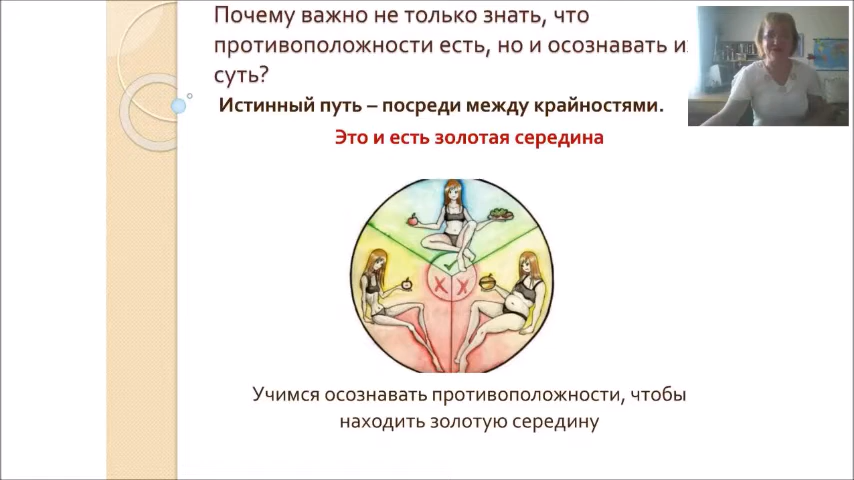 Почему важно не только знать, что
противоположности есть, но и осознавать
суть?
Истинный путь – посреди между крайностями.
Это и есть золотая середина
Учимся осознавать противоположности, чтобы
находить золотую середину